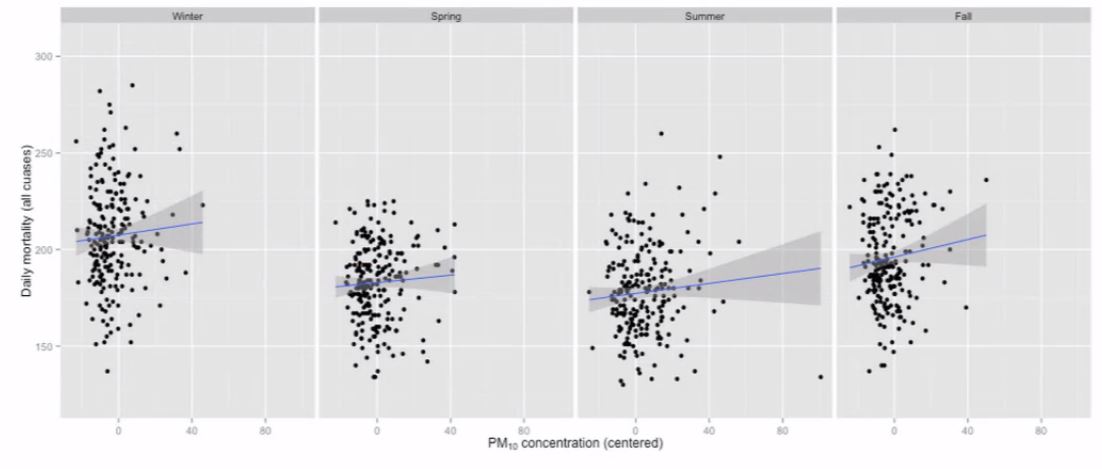 Winter Spring Summer Fall
300
250
200
150
Daily mortality (all cuases)
0 40 80 0 40 80 0 40 80 0 40 80
PM10 concentration (centered)